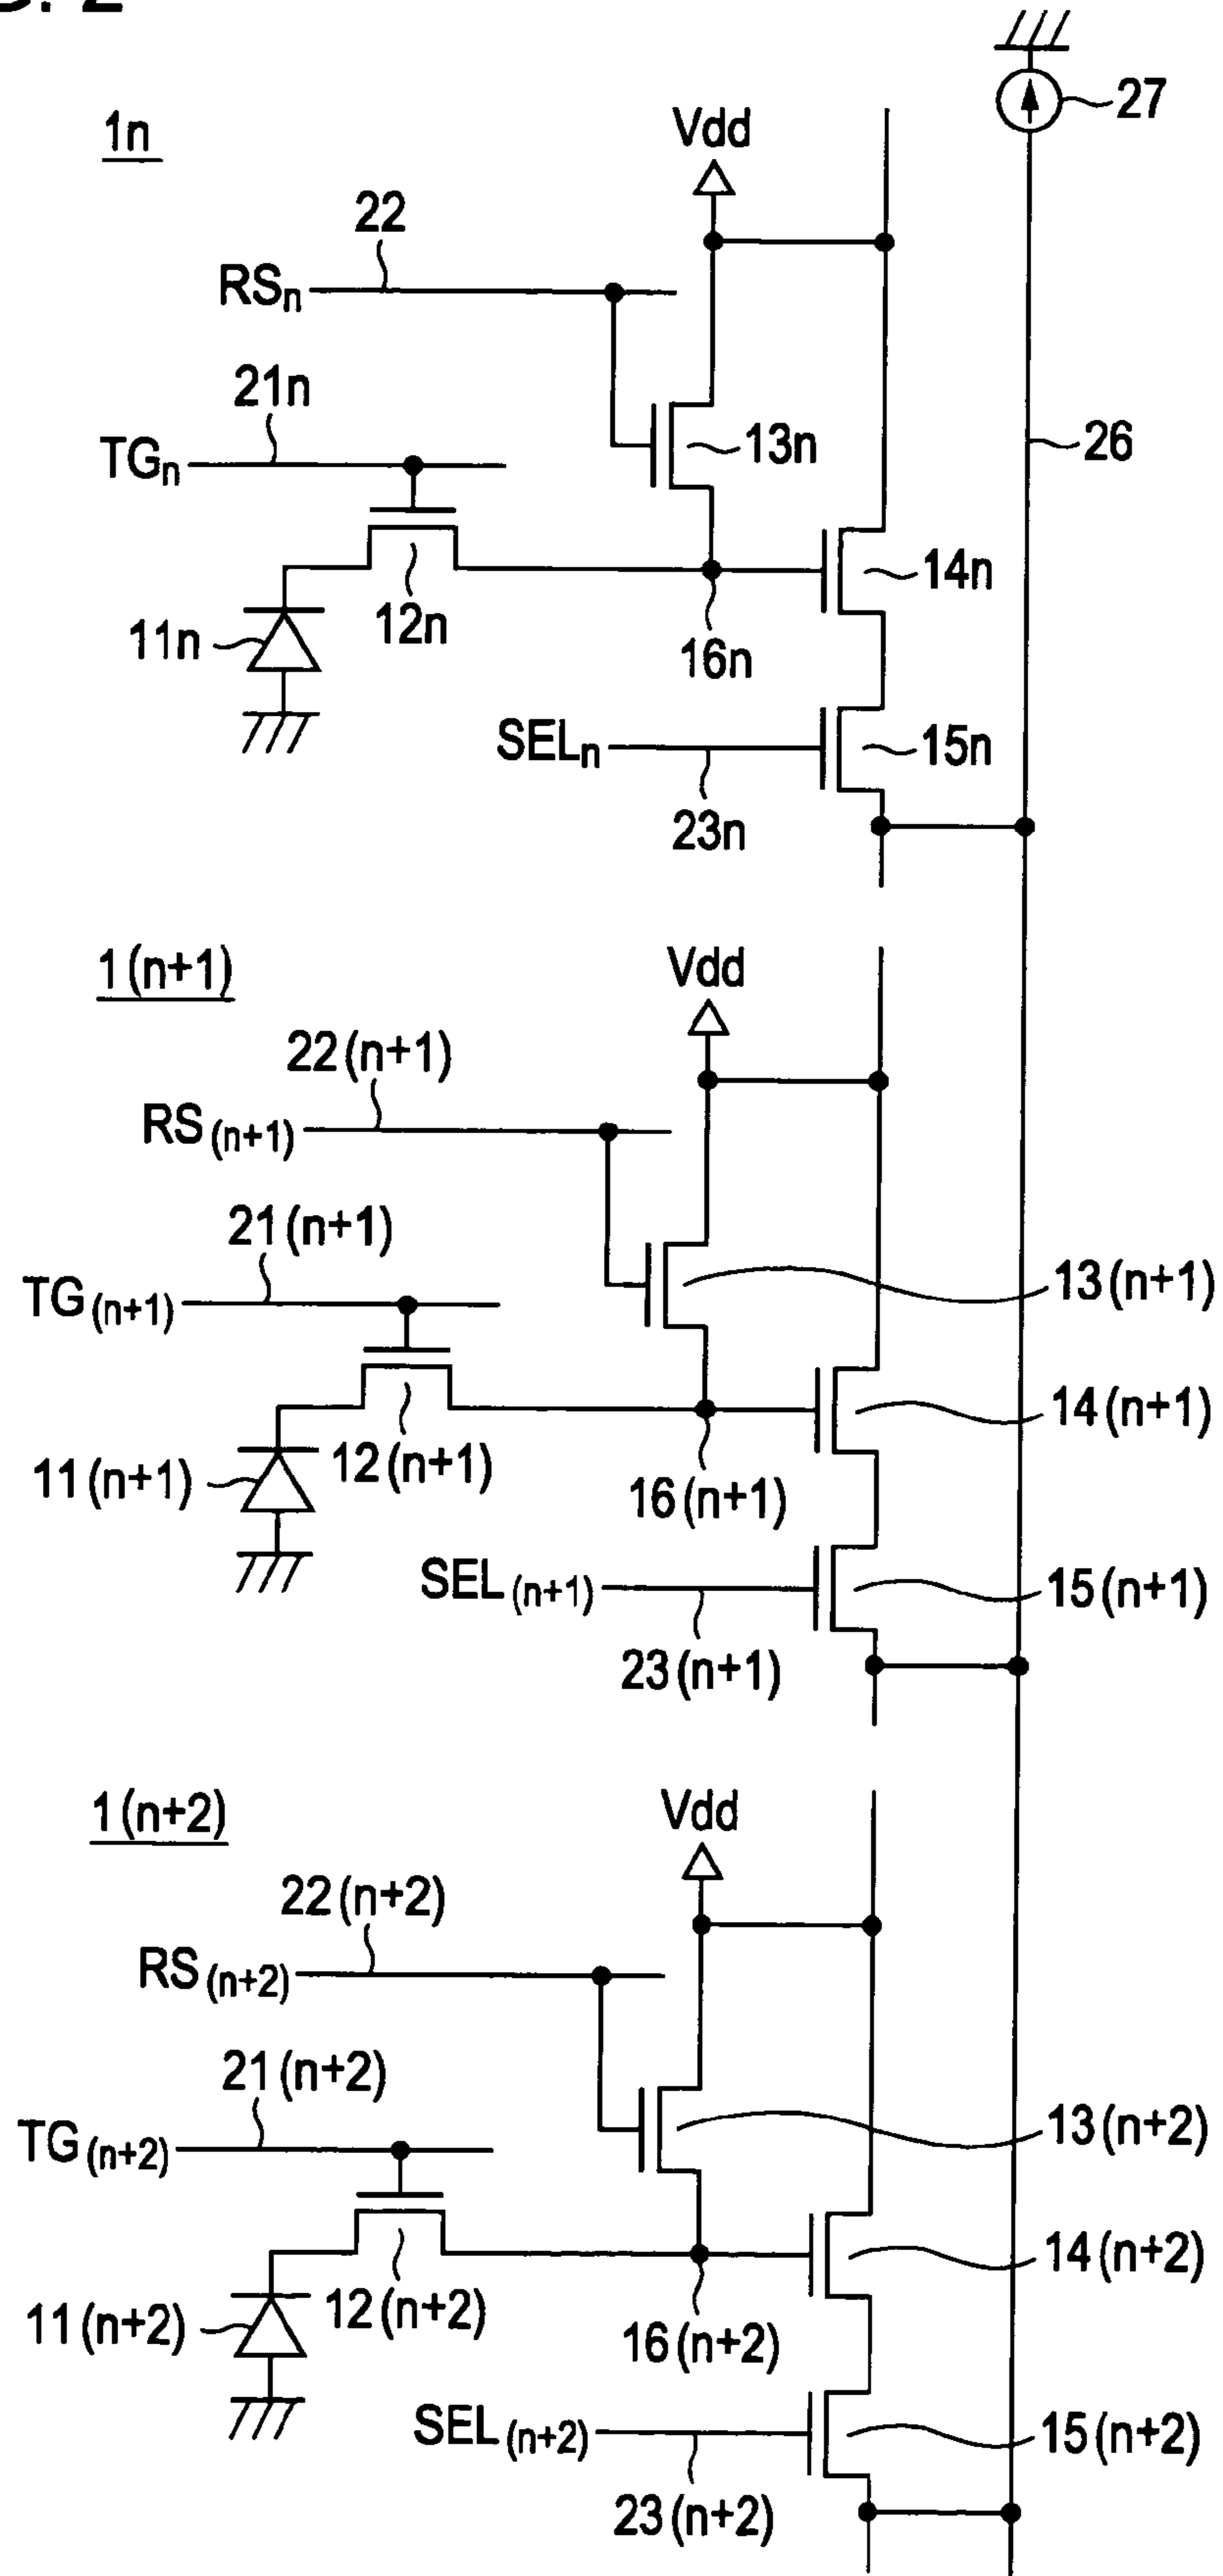 1n
Vdd
27
22
RSn
21n
TGn
13n
26
14n
12n
11n
16n
SELn
15n
23n
1(n+1)
Vdd
22(n+1)
RS(n+1)
21(n+1)
TG(n+1)
13(n+1)
14(n+1)
12(n+1)
11(n+1)
16(n+1)
SEL(n+1)
15(n+1)
23(n+1)
1(n+2)
Vdd
22(n+2)
RS(n+2)
21(n+2)
TG(n+2)
13(n+2)
14(n+2)
12(n+2)
11(n+2)
16(n+2)
SEL(n+2)
15(n+2)
23(n+2)